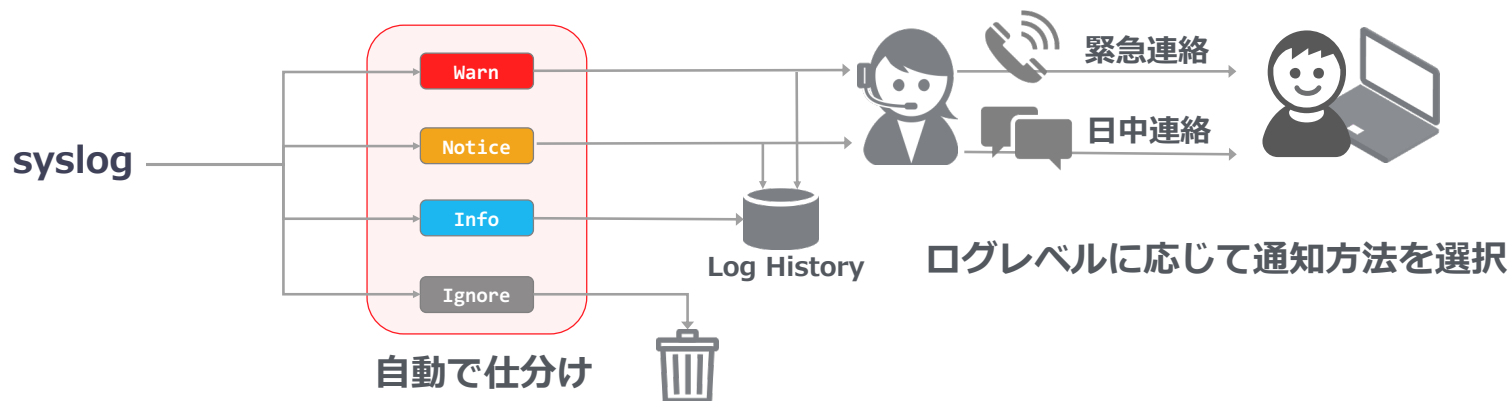 syslog
Warn
Notice
Info
Ignore
自動で仕分け
Log History
緊急連絡
日中連絡
ログレベルに応じて通知方法を選択